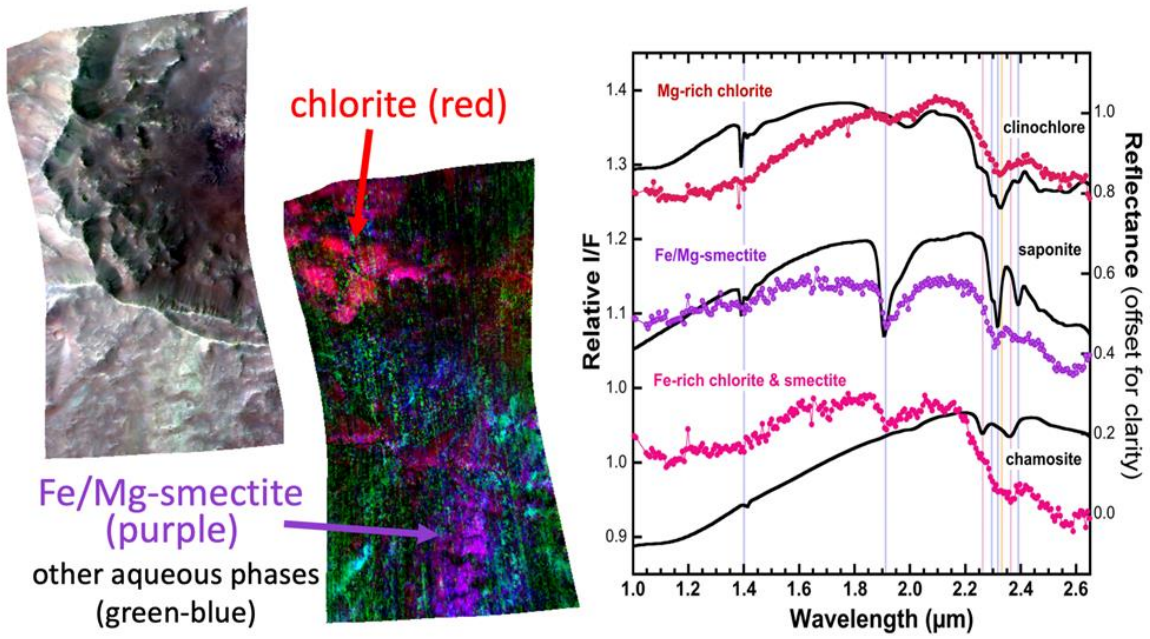 chlorite (red)
Fe/Mg-smectite
(purple)
other aqueous phases
(green-blue)
Relative I/F
1.4
1.3
1.2
1.1
1.0
1.0
0.9
Mg-rich chlorite
clinochlore
Fe/Mg-smectite
saponite
Fe-rich chlorite & smectite
chamosite
1.0
0.8
0.6
0.4
0.2
0.0
Reflectance (offset for clarity)
1.0 1.2 1.4 1.6 1.8 2.0 2.2 2.4 2.6
Wavelength (µm)